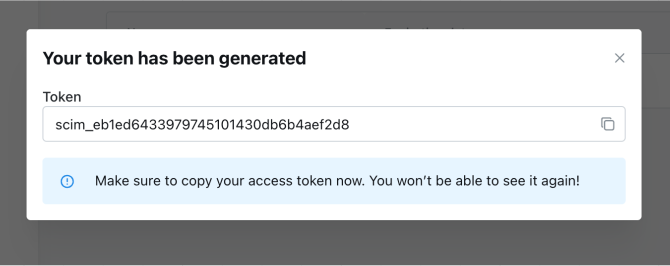 Your token has been generated
Token
scim_eb1ed6433979745101430db6b4aef2d8
Make sure to copy your access token now. You won't be able to see it again!